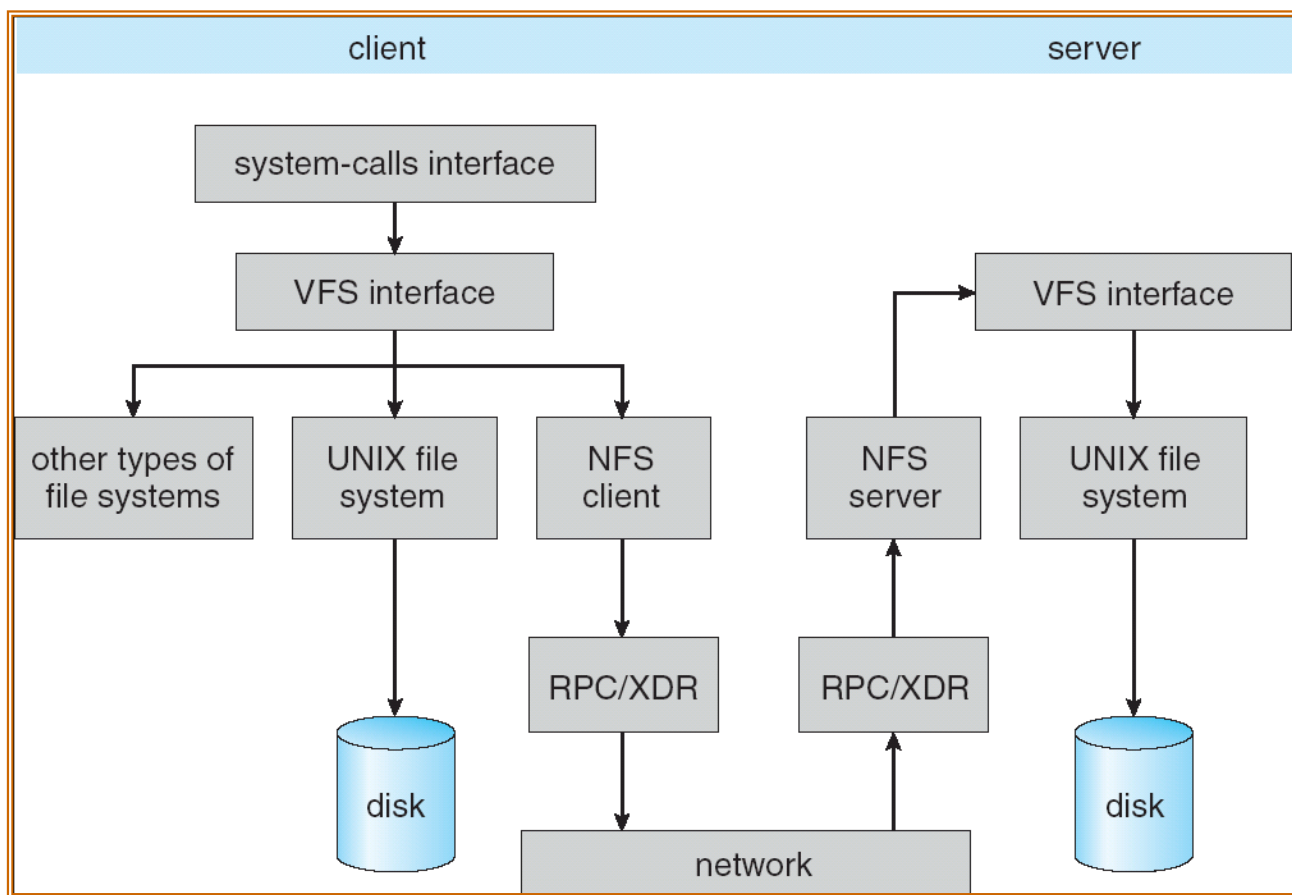 client
server
system-calls interface
VFS interface
VFS interface
other types of
file systems
UNIX file
system
NFS
client
NFS
server
UNIX file
system
RPC/XDR
RPC/XDR
disk
disk
network